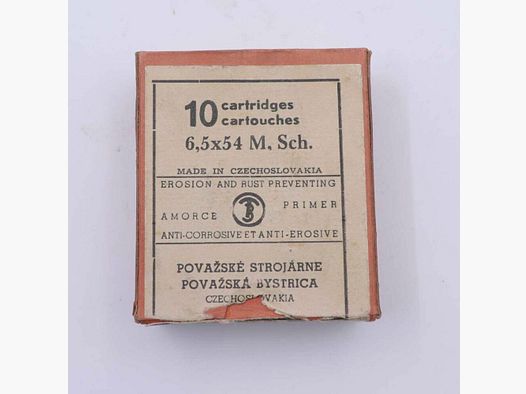 10 cartridges
cartouches
6,5x54 M. Sch.
MADE IN CZECHOSLOVAKIA
EROSION AND RUST PREVENTING
AMORCE PRIMER
ANTI-CORROSIVE ET ANTI-EROSIVE
POVAŽSKÉ STROJÁRNE
POVAŽSKÁ BYSTRICA
CZECHOSLOVAKIA